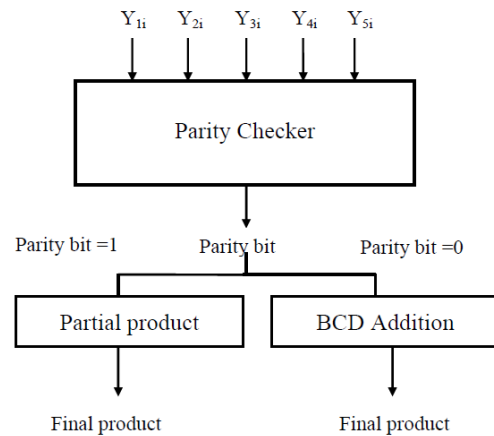 Y1i Y2i Y3i Y4i Y5i
Parity Checker
Parity bit =1 Parity bit Parity bit =0
Partial product BCD Addition
Final product Final product